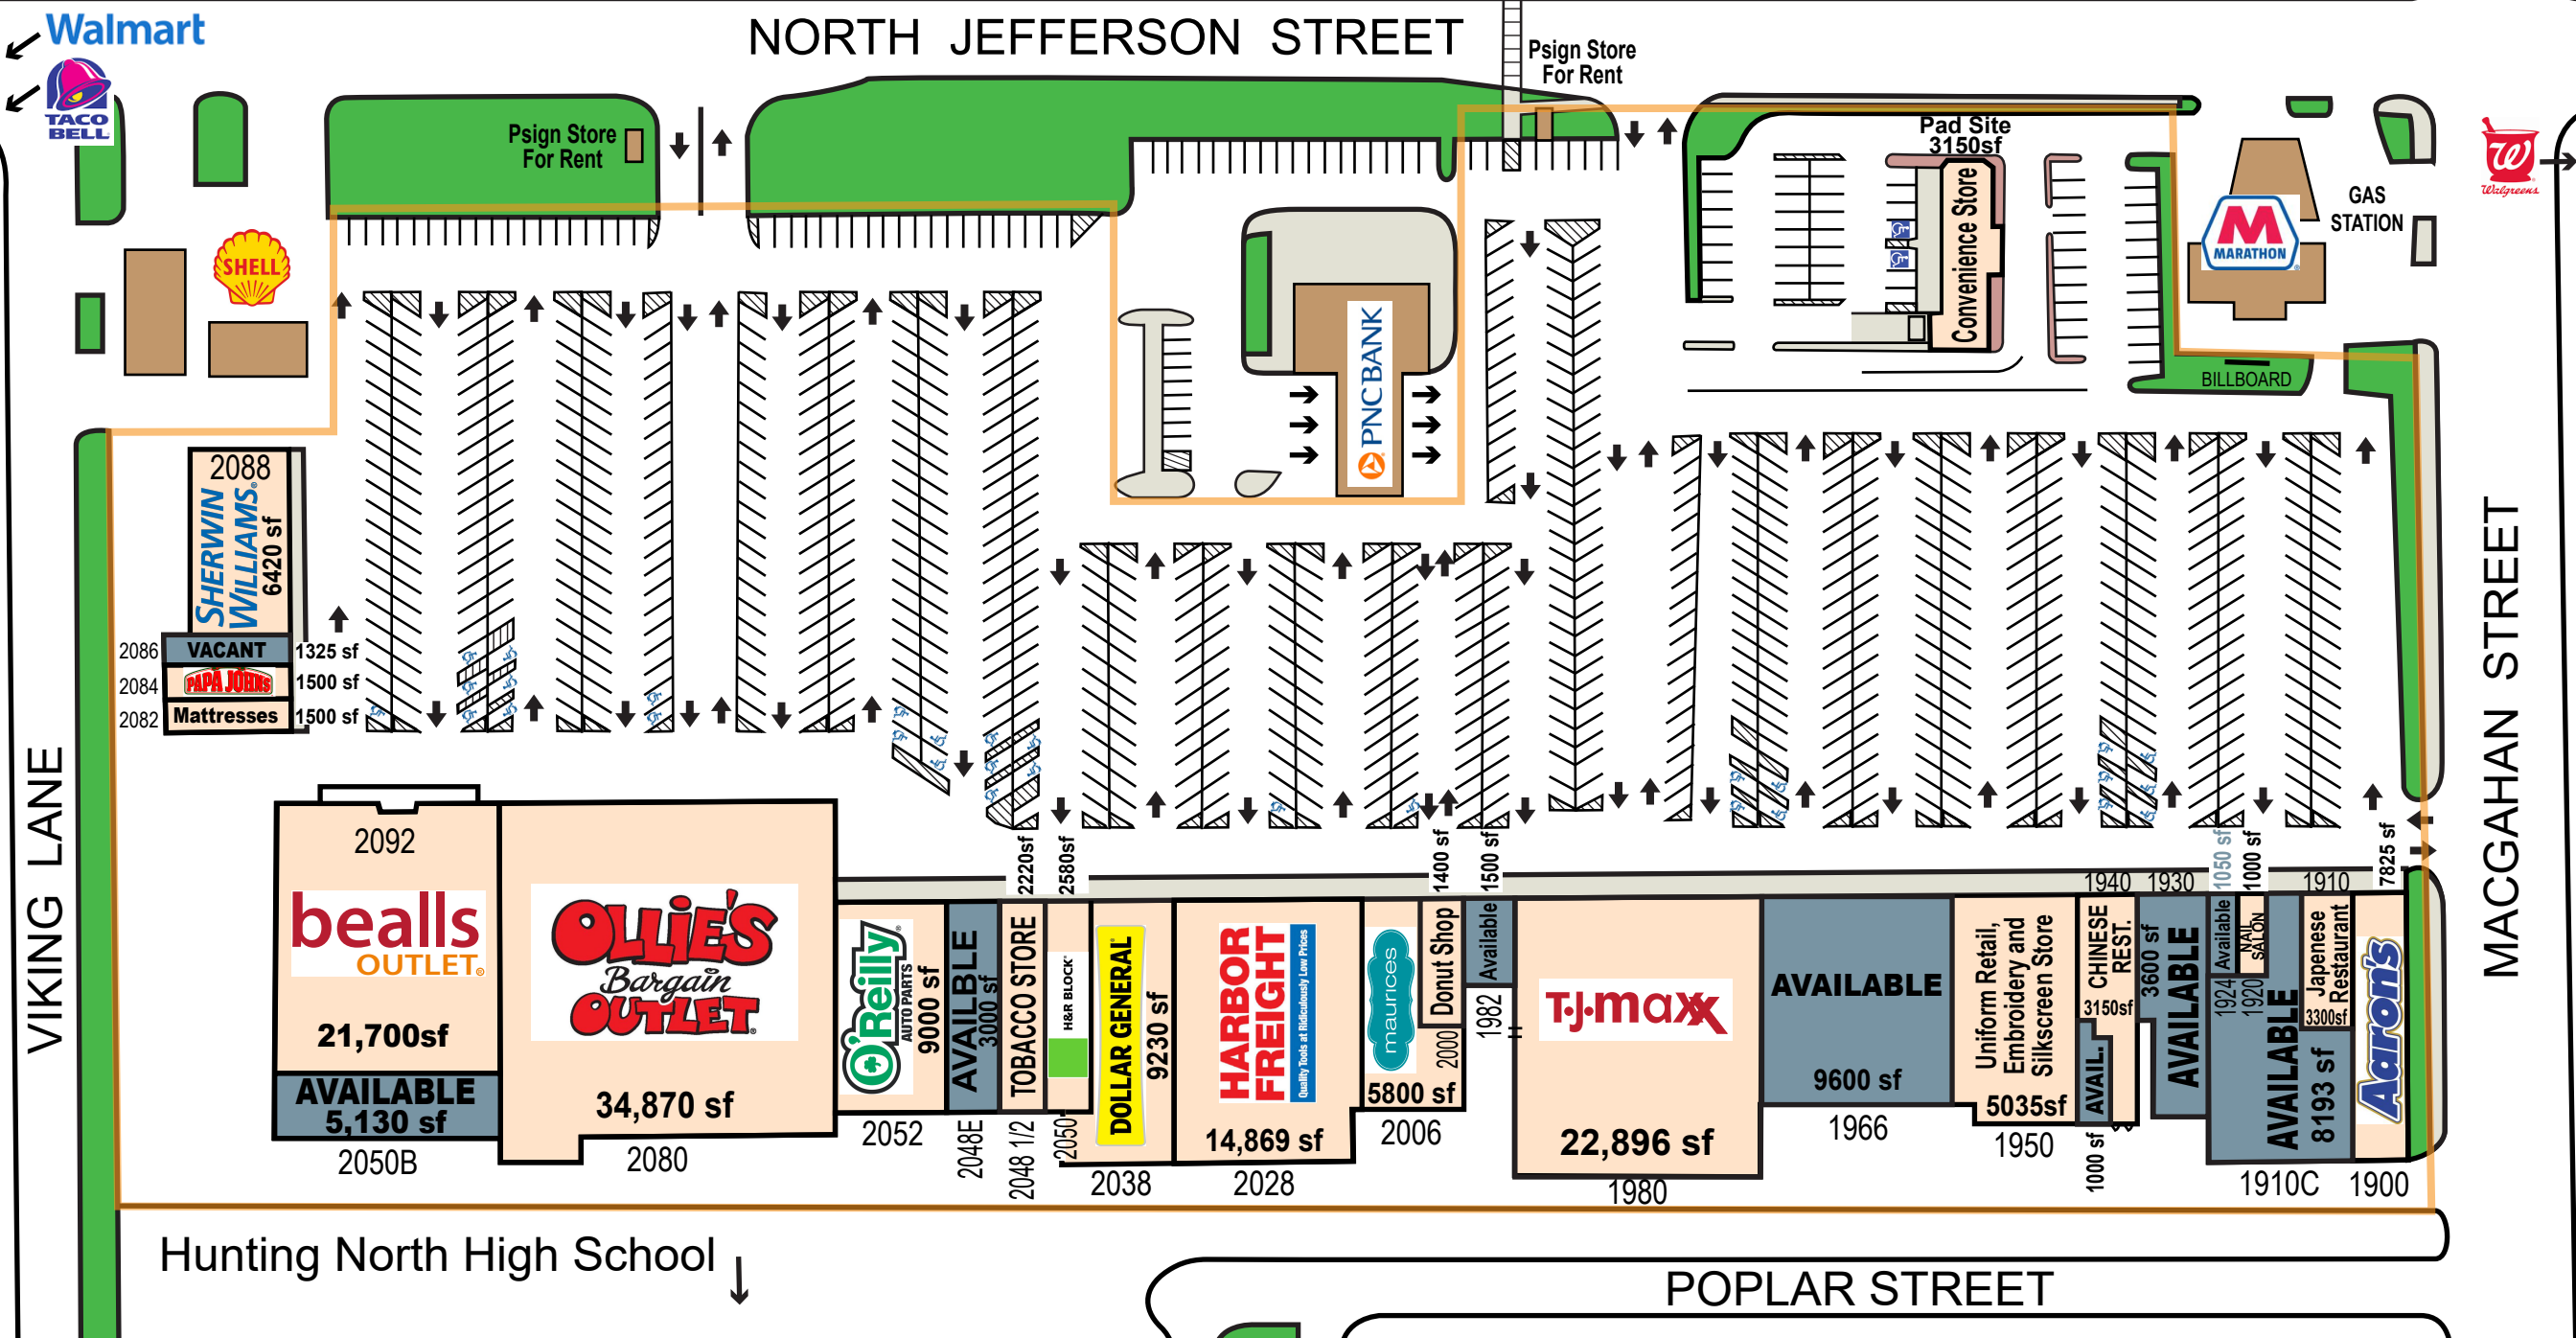 Walmart
TACO
BELL
NORTH JEFFERSON STREET
Psign Store
For Rent
Psign Store
For Rent
Pad Site
3150sf
Convenience Store
SHELL
PNCBANK
M
MARATHON
GAS
STATION
W
Walgreens
BILLBOARD
VIKING LANE
MACGAHAN STREET
2088
SHERWIN
WILLIAMS®
6420 sf
2086
VACANT
1325 sf
2084
PAPA JOHNS
1500 sf
2082
Mattresses
1500 sf
2092
bealls
OUTLET
21,700sf
AVAILABLE
5,130 sf
2050B
OLLiE'S
Bargain
OUTLET
34,870 sf
2080
O'Reilly
AUTO PARTS
9000 sf
2052
AVAILBLE
3000 sf
2048E
2220sf
TOBACCO STORE
2048 1/2
2580sf
H&R BLOCK
2050
DOLLAR GENERAL
9230 sf
2038
HARBOR
FREIGHT
Quality Tools at Ridiculously Low Prices
14,869 sf
2028
maurices
5800 sf
2006
1400 sf
Donut Shop
2000
1500 sf
Available
1982
T.J.maxx
22,896 sf
1980
AVAILABLE
9600 sf
1966
Uniform Retail,
Embroidery and
Silkscreen Store
5035sf
1950
1940
CHINESE
REST.
3150sf
AVAIL.
1000 sf
1930
3600 sf
AVAILABLE
1050 sf
Available
1924
1000 sf
NAIL
SALON
1920
AVAILABLE
8193 sf
1910C
1910
Japenese
Restaurant
3300sf
7825 sf
Aaron's
1900
Hunting North High School
POPLAR STREET